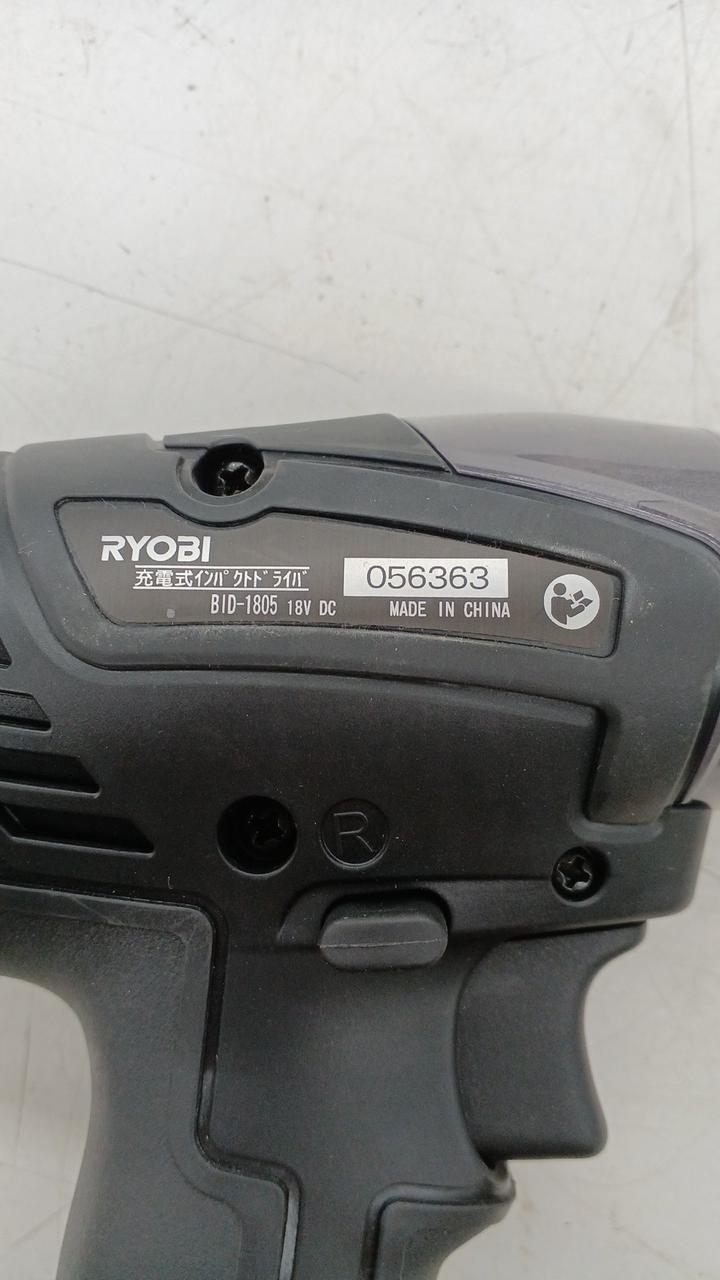 RYOBI
充電式インパクトドライバ
056363
BID-1805 18V DC
MADE IN CHINA
R